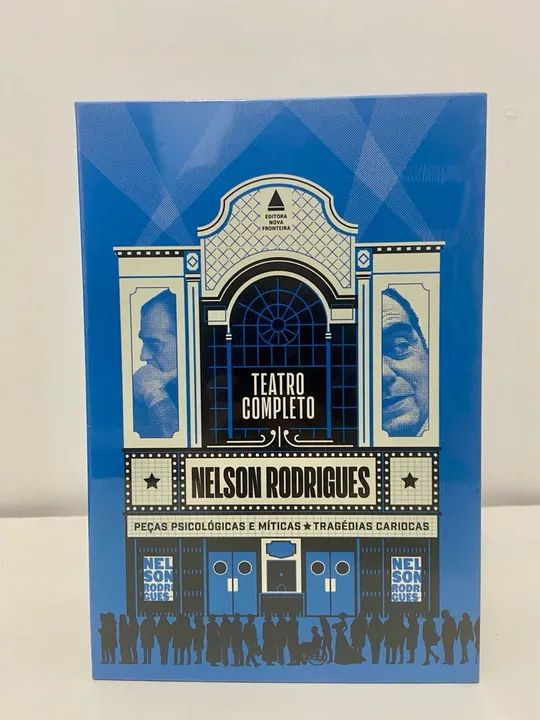 EDITORA
NOVA
FRONTEIRA
TEATRO
COMPLETO
NELSON RODRIGUES
PEÇAS PSICOLÓGICAS E MÍTICAS ★ TRAGÉDIAS CARIOCAS
NEL
SON
RODRI
GUES
NEL
SON
RODRI
GUES